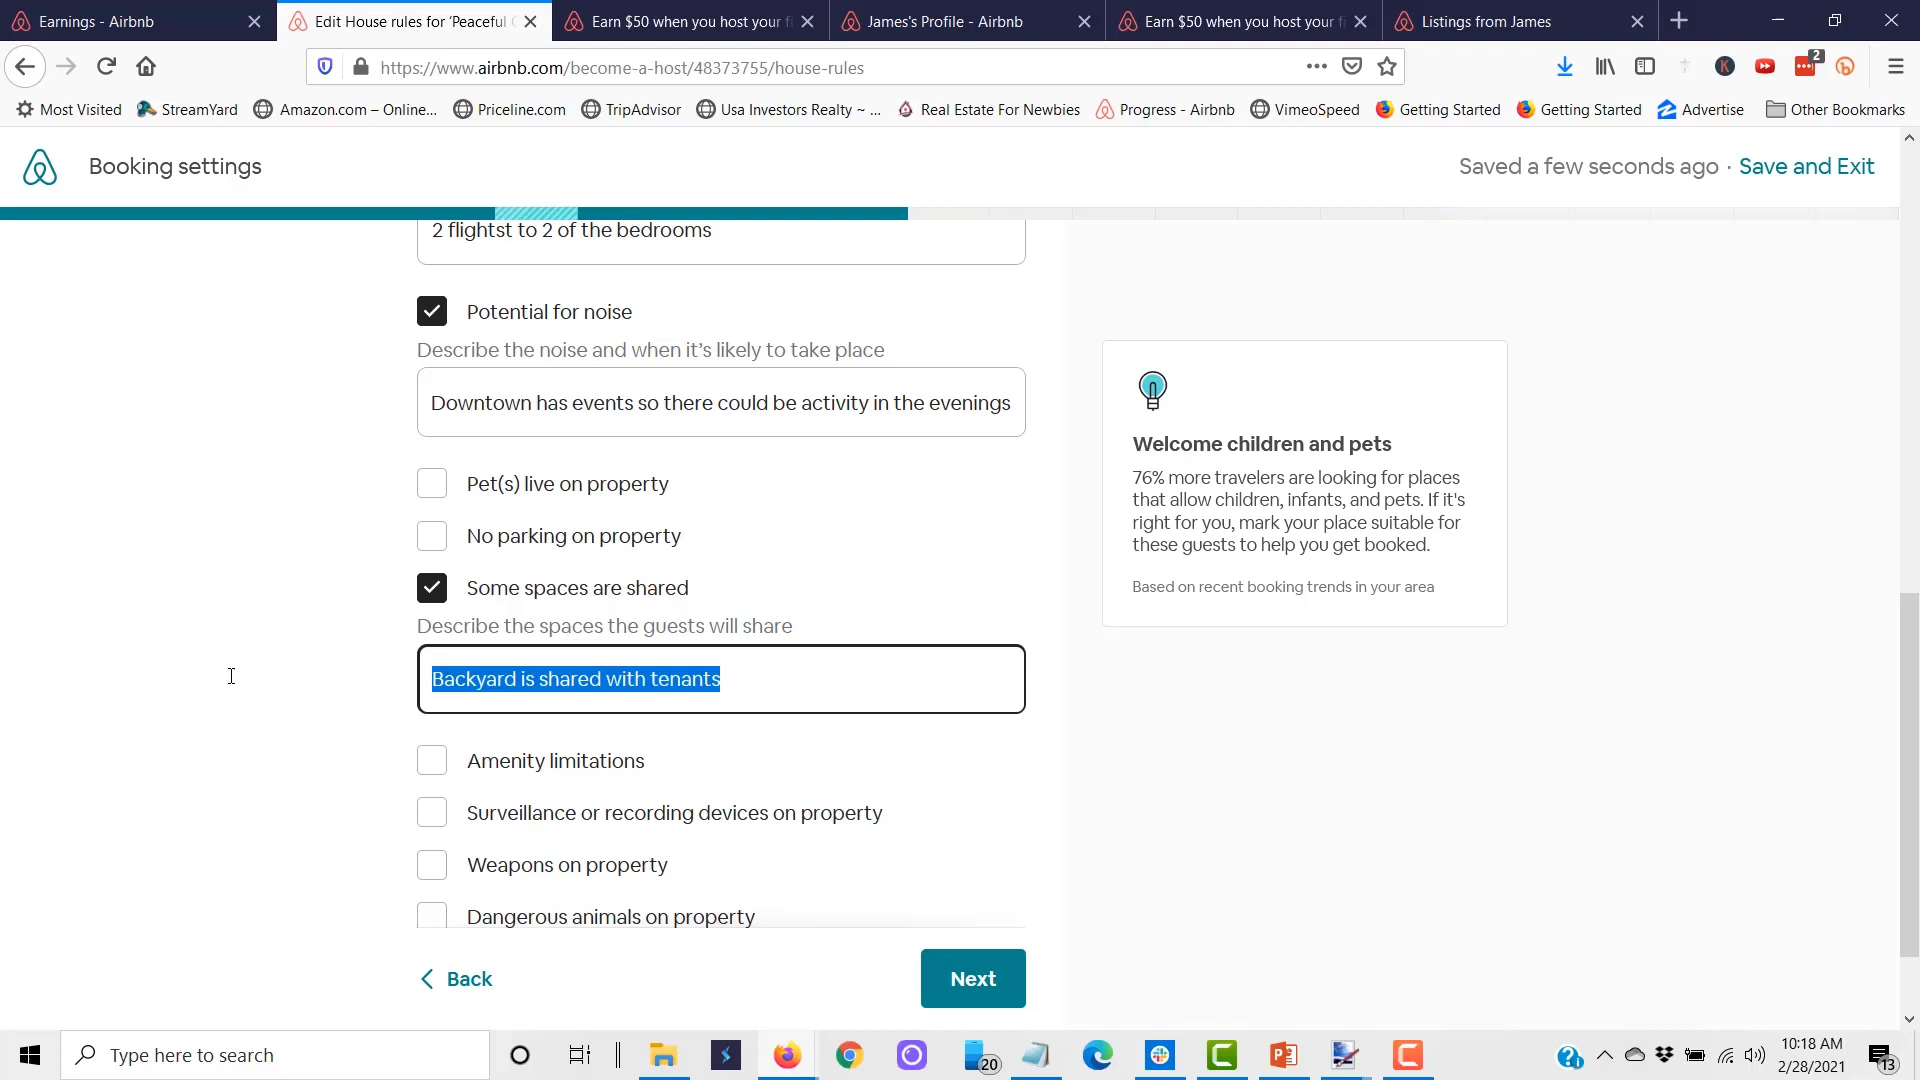 Earnings - Airbnb
Edit House rules for ‘Peaceful
Earn $50 when you host your fi
James's Profile - Airbnb
Earn $50 when you host your fi
Listings from James
https://www.airbnb.com/become-a-host/48373755/house-rules
2
Most Visited
StreamYard
Amazon.com – Online...
Priceline.com
TripAdvisor
Usa Investors Realty ~ ...
Real Estate For Newbies
Progress - Airbnb
VimeoSpeed
Getting Started
Getting Started
Advertise
Other Bookmarks
Booking settings
Saved a few seconds ago · Save and Exit
2 flightst to 2 of the bedrooms
Potential for noise
Describe the noise and when it’s likely to take place
Downtown has events so there could be activity in the evenings
Pet(s) live on property
No parking on property
Some spaces are shared
Describe the spaces the guests will share
Backyard is shared with tenants
Amenity limitations
Surveillance or recording devices on property
Weapons on property
Dangerous animals on property
Welcome children and pets
76% more travelers are looking for places
that allow children, infants, and pets. If it's
right for you, mark your place suitable for
these guests to help you get booked.
Based on recent booking trends in your area
Back
Next
Type here to search
20
10:18 AM
2/28/2021
13